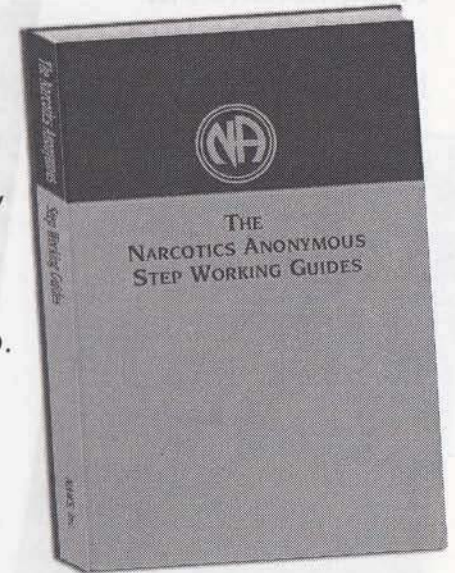 NA
THE
NARCOTICS ANONYMOUS
STEP WORKING GUIDES
The Narcotics Anonymous
Step Working Guides